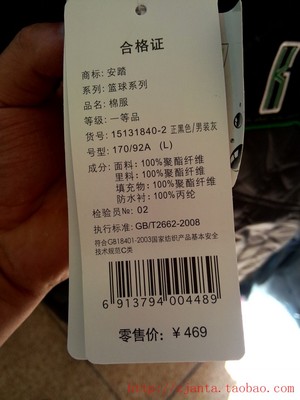 合格证
商标：安踏
系列：篮球系列
品名：棉服
等级：一等品
货号：15131840-2 正黑色/男装灰
号型：170/92A (L)
成分：面料：100%聚酯纤维
里料：100%聚酯纤维
填充物：100%聚酯纤维
防水衬：100%丙纶
检验员№：02
执行标准：GB/T2662-2008
符合GB18401-2003国家纺织产品基本安全
技术规范C类
6 913794 004489
零售价：¥ 469